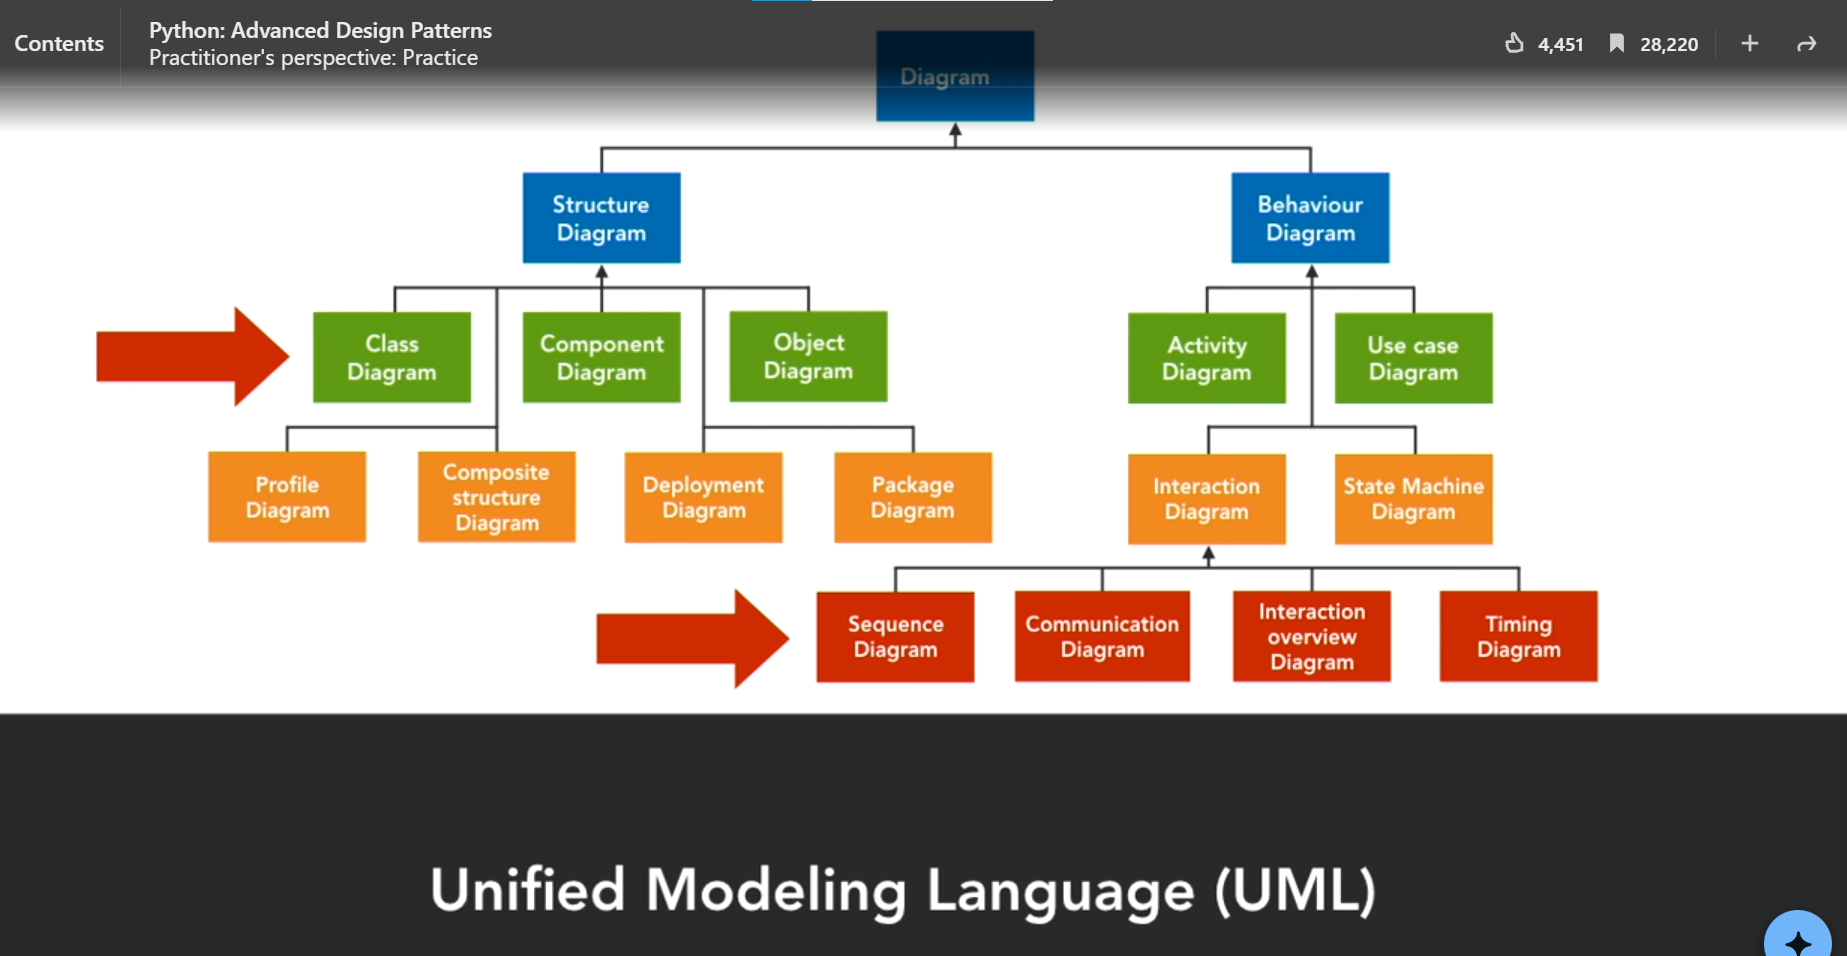 Contents
Python: Advanced Design Patterns
Practitioner's perspective: Practice
4,451
28,220
Diagram
Structure
Diagram
Behaviour
Diagram
Class
Diagram
Component
Diagram
Object
Diagram
Activity
Diagram
Use case
Diagram
Profile
Diagram
Composite
structure
Diagram
Deployment
Diagram
Package
Diagram
Interaction
Diagram
State Machine
Diagram
Sequence
Diagram
Communication
Diagram
Interaction
overview
Diagram
Timing
Diagram
Unified Modeling Language (UML)